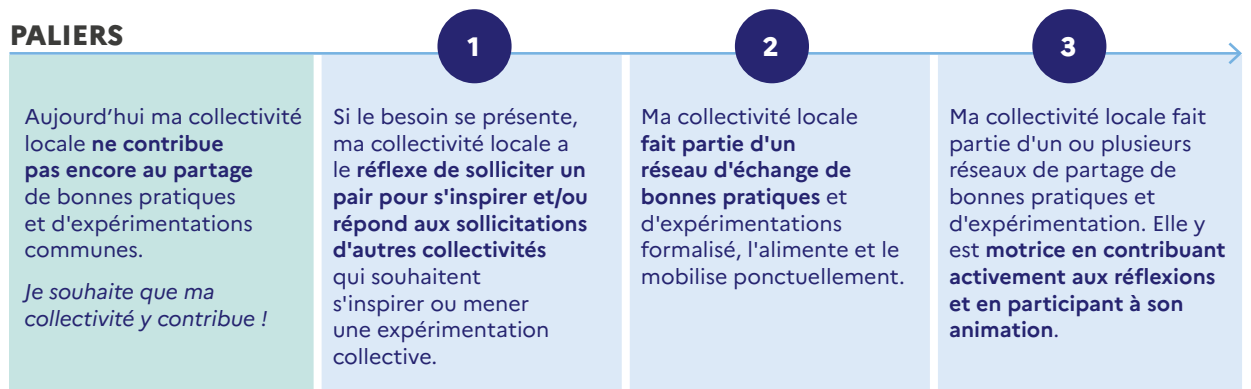 PALIERS
1
2
3
Aujourd’hui ma collectivité
locale ne contribue
pas encore au partage
de bonnes pratiques
et d'expérimentations
communes.
Je souhaite que ma
collectivité y contribue !
Si le besoin se présente,
ma collectivité locale a
le réflexe de solliciter un
pair pour s'inspirer et/ou
répond aux sollicitations
d'autres collectivités
qui souhaitent
s'inspirer ou mener
une expérimentation
collective.
Ma collectivité locale
fait partie d'un
réseau d'échange de
bonnes pratiques et
d'expérimentations
formalisé, l'alimente et le
mobilise ponctuellement.
Ma collectivité locale fait
partie d'un ou plusieurs
réseaux de partage de
bonnes pratiques et
d'expérimentation. Elle y
est motrice en contribuant
activement aux réflexions
et en participant à son
animation.